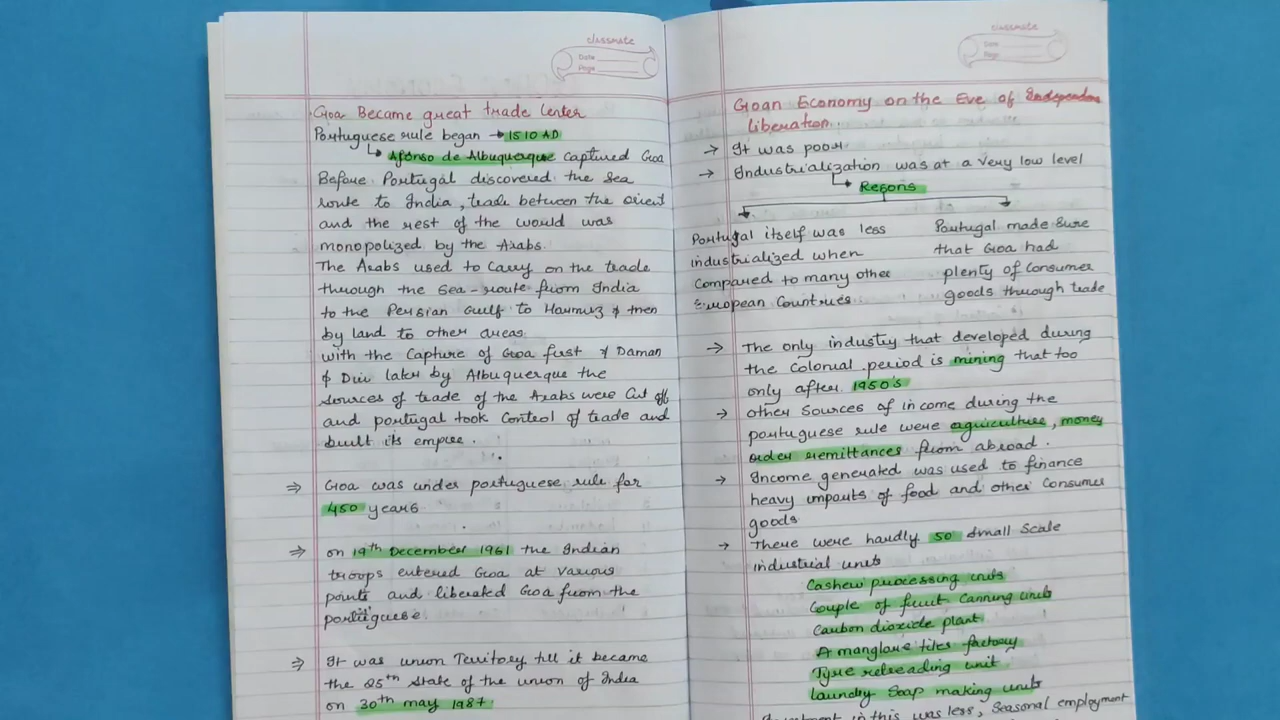 classmate
Date
Page
Goa Became great trade Center
Portuguese rule began → 1510 AD
↳ Afonso de Albuquerque captured Goa
Before Portugal discovered the sea
route to India, trade between the orient
and the rest of the would was
monopolized by the Arabs.
The Arabs used to carry on the trade
through the Sea-route from India
to the Persian Gulf to Harmuz & then
by land to other areas.
with the Capture of Goa first & Daman
& Diu later by Albuquerque the
sources of trade of the Arabs were Cut off
and portugal took Control of trade and
built its empire.
⇒ Goa was under portuguese rule for
450 years
⇒ on 19th December 1961 the Indian
troops entered Goa at various
points and liberated Goa from the
portuguese.
⇒ It was union Territory till it became
the 25th state of the union of India
on 30th may 1987
classmate
Date
Page
Goan Economy on the Eve of
liberation.
→ It was poor
→ Industrialization was at a very low level
↳ Resons
Portugal itself was less
industrialized when
compared to many other
European Countries
Portugal made Sure
that Goa had
plenty of consumer
goods through trade
→ The only industry that developed during
the colonial period is mining that too
only after 1950's
→ other sources of income during the
portuguese rule were agriculture, money
order remittances from abroad.
→ Income generated was used to finance
heavy imports of food and other Consumer
goods
→ There were hardly 50 small scale
industrial units
Cashew processing units
Couple of fruit canning units
Carbon dioxide plant
A manglore tiles factory
Tyre retreading unit
laundry Soap making units
in this was less, Seasonal employment